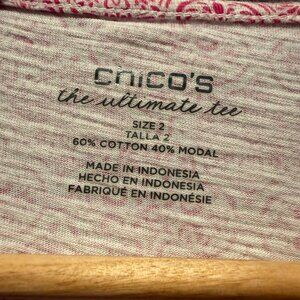 chico's
the ultimate tee
SIZE 2
TALLA 2
60% COTTON 40% MODAL
MADE IN INDONESIA
HECHO EN INDONESIA
FABRIQUÉ EN INDONÉSIE